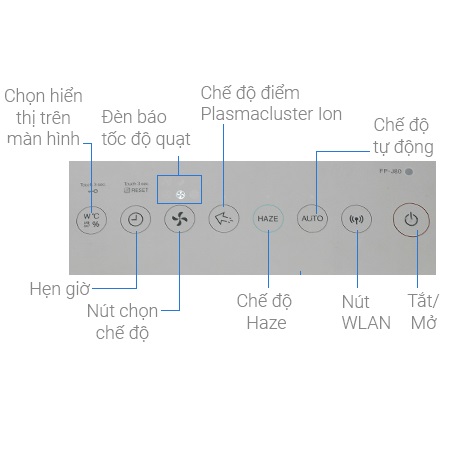 Chọn hiển
thị trên
màn hình
Đèn báo
tốc độ quạt
Chế độ điểm
Plasmacluster Ion
Chế độ
tự động
FP-J80
Touch 3 sec
Touch 3 sec
RESET
W °C
%
HAZE
AUTO
Hẹn giờ
Nút chọn
chế độ
Chế độ
Haze
Nút
WLAN
Tắt/
Mở